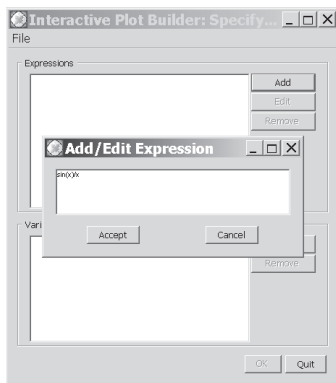 Interactive Plot Builder: Specify...
File
Expressions
Add
Edit
Remove
Add/Edit Expression
sin(x)/x
Accept
Cancel
Vari
Remove
OK
Quit